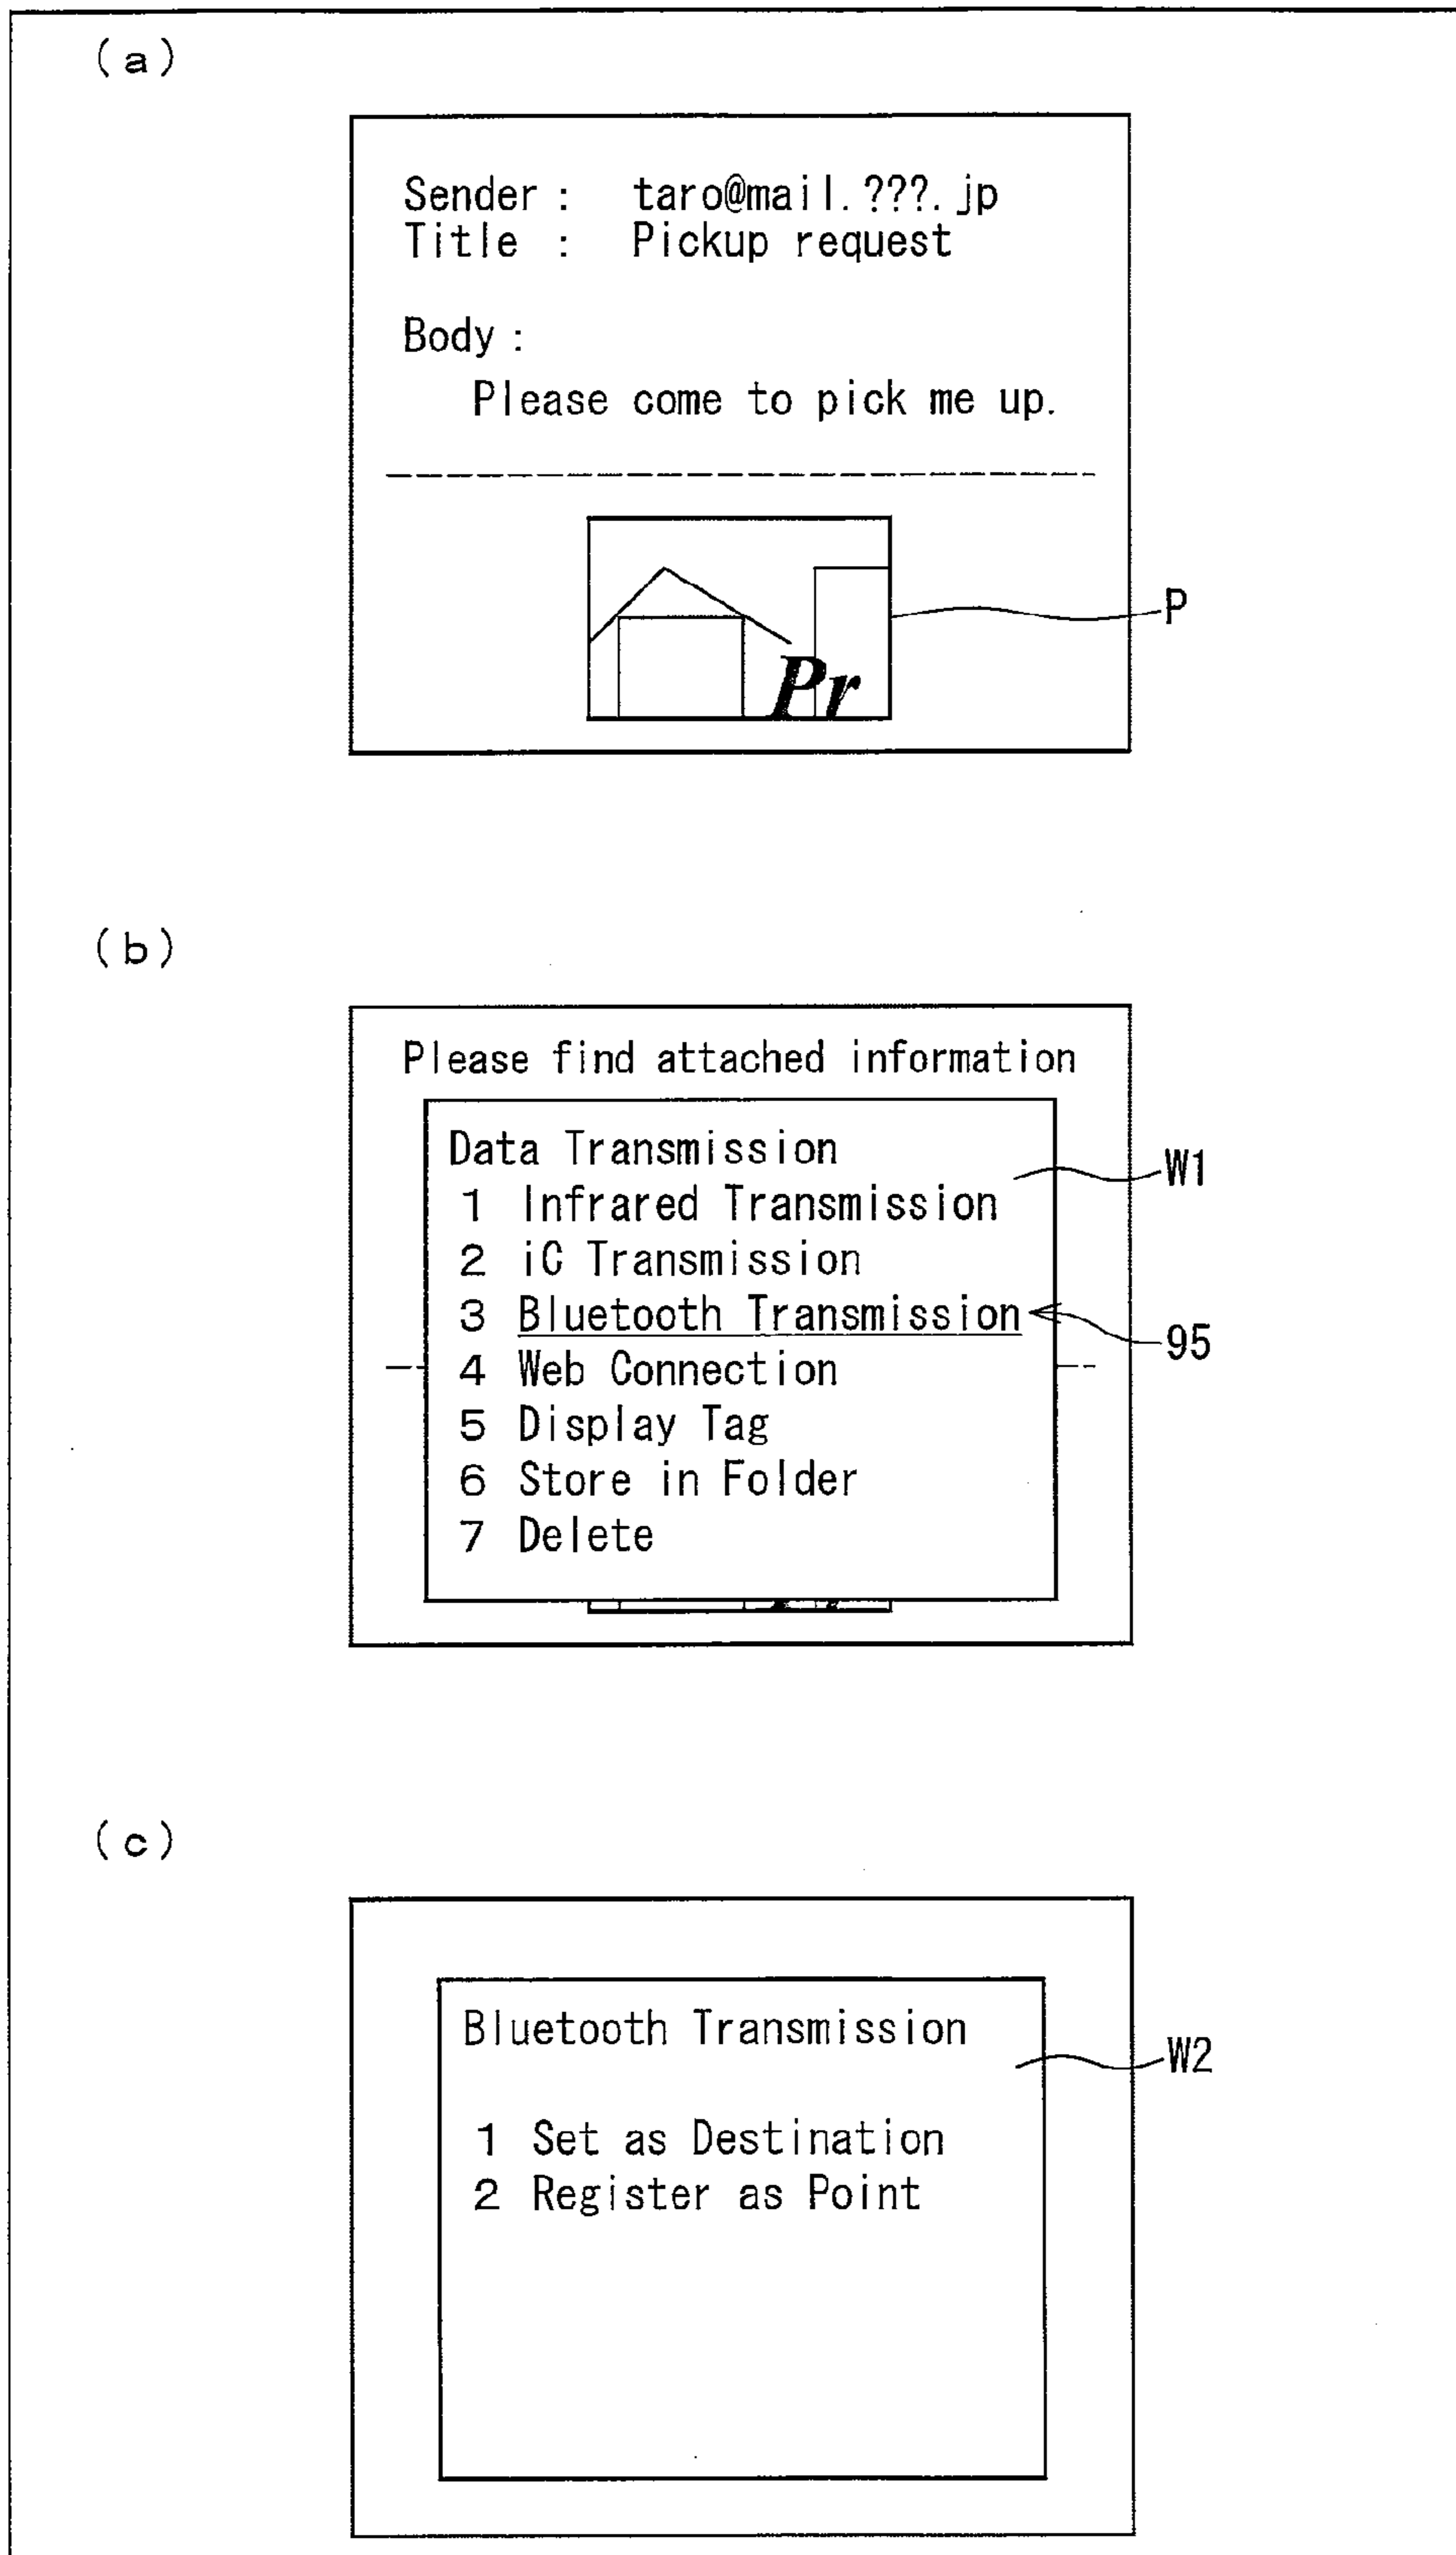 (a)
Sender : taro@mail.???.jp
Title : Pickup request
Body :
Please come to pick me up.
Pr
P
(b)
Please find attached information
Data Transmission
W1
1 Infrared Transmission
2 iC Transmission
3 Bluetooth Transmission
95
4 Web Connection
5 Display Tag
6 Store in Folder
7 Delete
(c)
Bluetooth Transmission
W2
1 Set as Destination
2 Register as Point